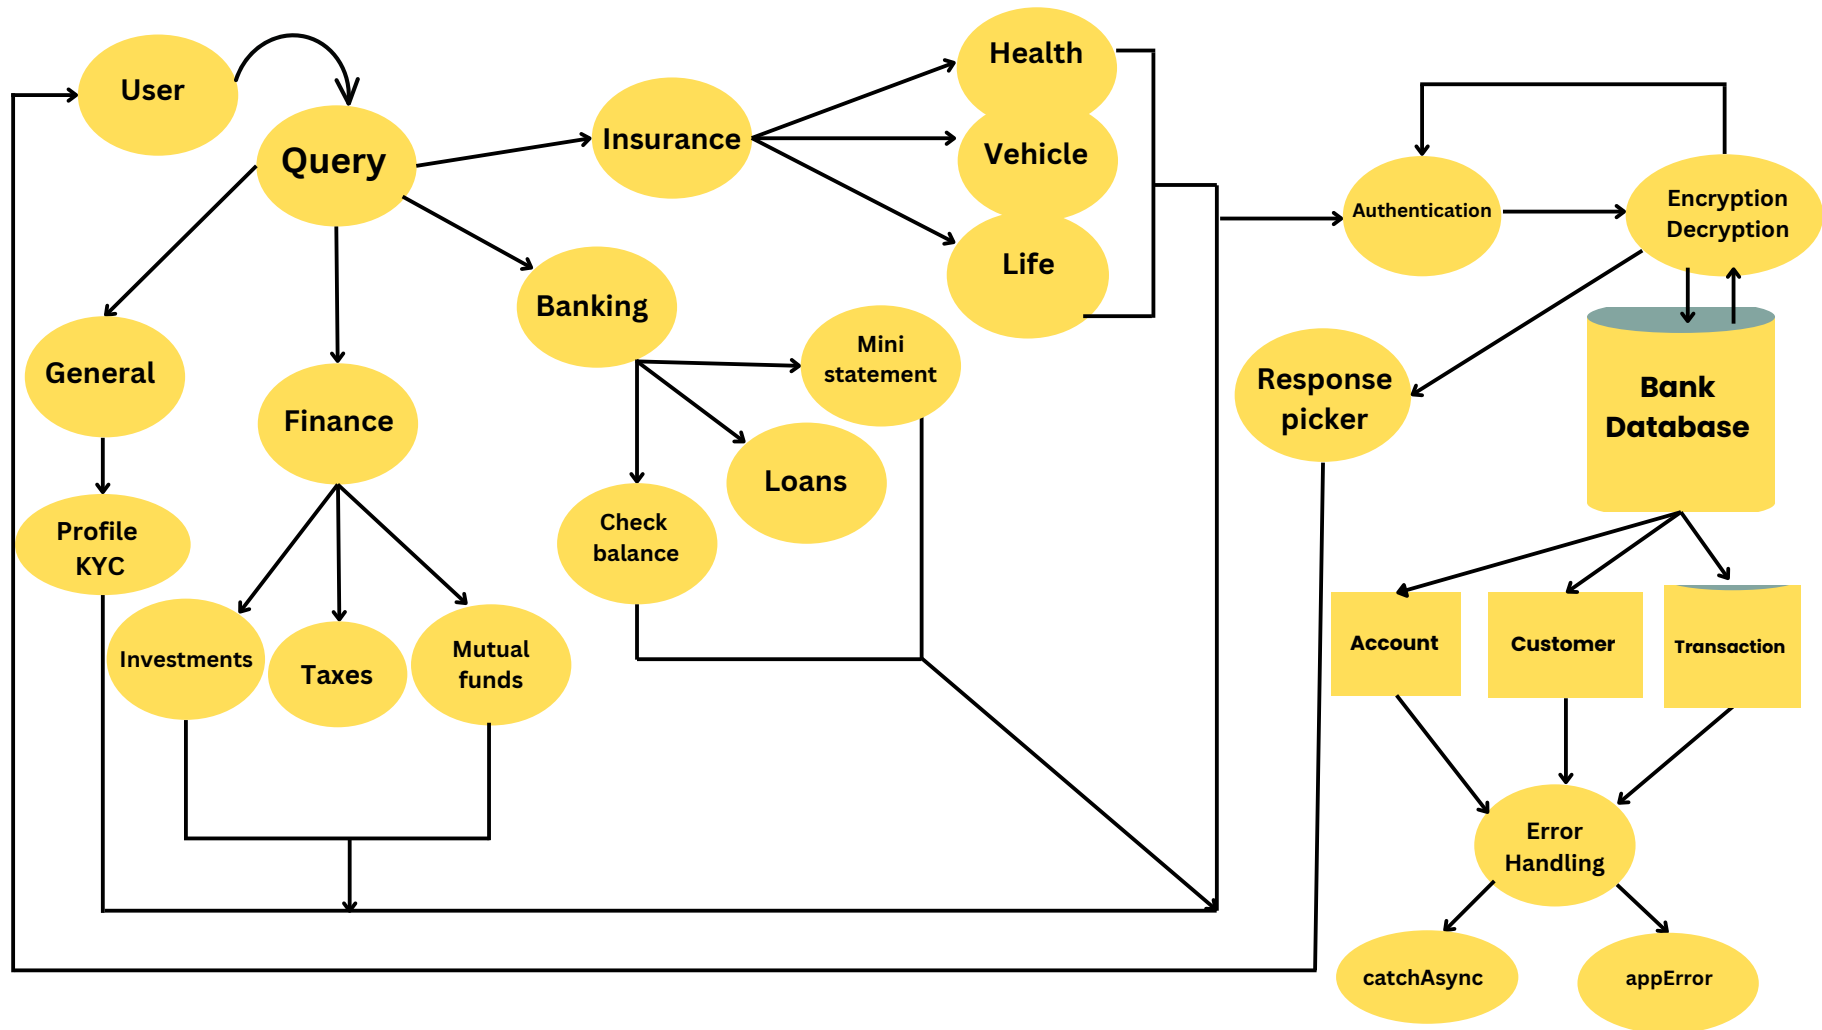 User
Query
Insurance
Health
Vehicle
Life
Authentication
Encryption
Decryption
General
Finance
Banking
Mini
statement
Loans
Check
balance
Response
picker
Bank
Database
Profile
KYC
Investments
Taxes
Mutual
funds
Account
Customer
Transaction
Error
Handling
catchAsync
appError